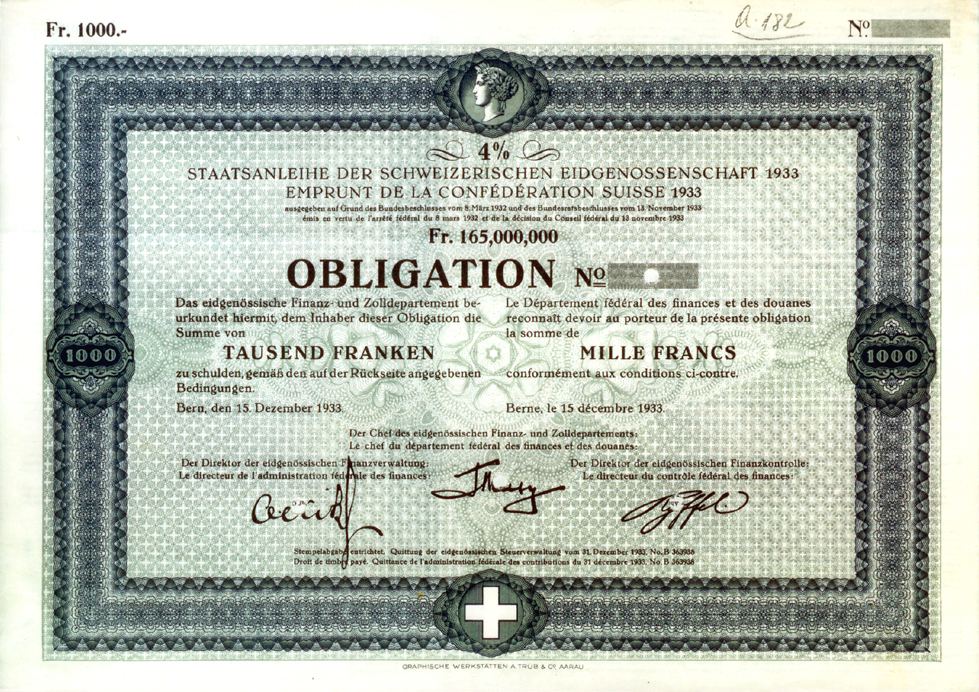 Fr. 1000.-
A. 182
Nº
4%
STAATSANLEIHE DER SCHWEIZERISCHEN EIDGENOSSENSCHAFT 1933
EMPRUNT DE LA CONFÉDÉRATION SUISSE 1933
ausgegeben auf Grund des Bundesbeschlusses vom 8. März 1932 und des Bundesratsbeschlusses vom 13. November 1933
émis en vertu de l'arrêté fédéral du 8 mars 1932 et de la décision du Conseil fédéral du 13 novembre 1933
Fr. 165,000,000
OBLIGATION Nº
Das eidgenössische Finanz- und Zolldepartement be-
urkundet hiermit, dem Inhaber dieser Obligation die
Summe von
TAUSEND FRANKEN
zu schulden, gemäß den auf der Rückseite angegebenen
Bedingungen.
Bern, den 15. Dezember 1933.
Le Département fédéral des finances et des douanes
reconnaît devoir au porteur de la présente obligation
la somme de
MILLE FRANCS
conformément aux conditions ci-contre.
Berne, le 15 décembre 1933.
1000
1000
Der Chef des eidgenössischen Finanz- und Zolldepartements:
Le chef du département fédéral des finances et des douanes:
Der Direktor der eidgenössischen Finanzverwaltung:
Le directeur de l'administration fédérale des finances:
Der Direktor der eidgenössischen Finanzkontrolle:
Le directeur du contrôle fédéral des finances:
Stempelabgabe entrichtet. Quittung der eidgenössischen Steuerverwaltung vom 31. Dezember 1933, No. B 363936
Droit de timbre payé. Quittance de l'administration fédérale des contributions du 31 décembre 1933, No. B 363936
GRAPHISCHE WERKSTÄTTEN A. TRÜB & Cº. AARAU